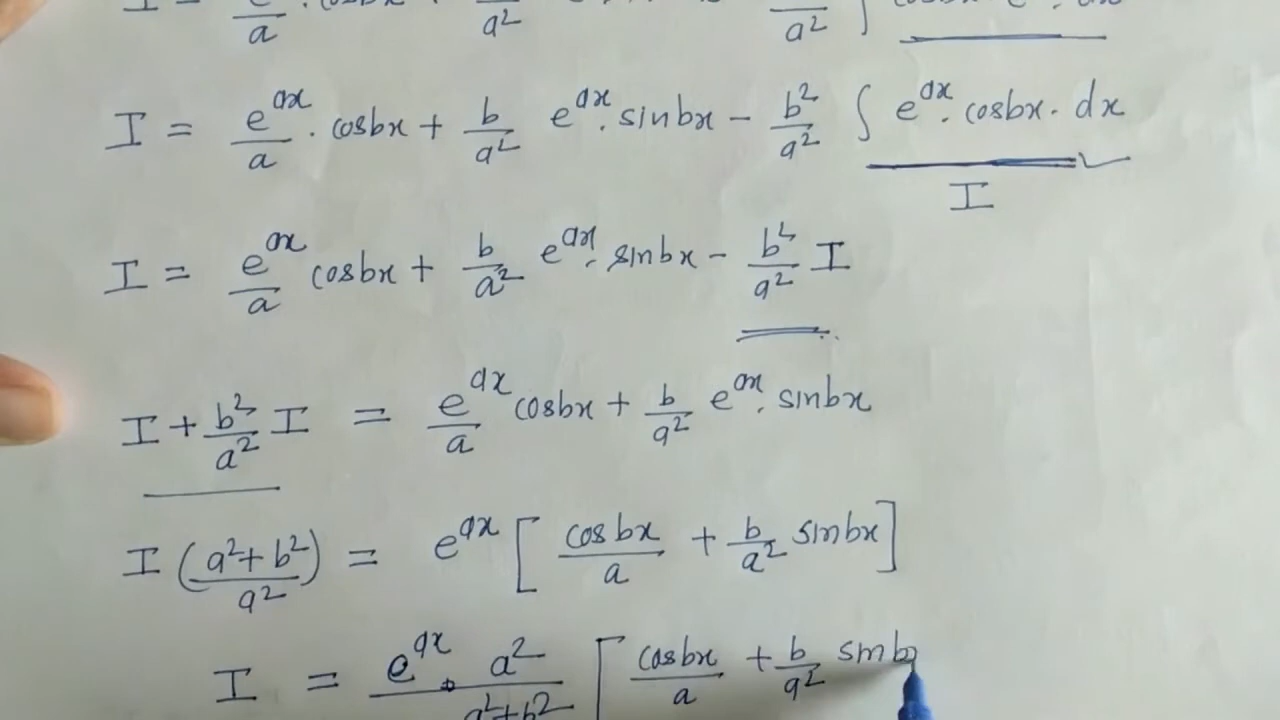 I = e^{ax}/a . cosbx + b/a² e^{ax} . sinbx - b²/a² ∫ e^{ax} . cosbx . dx
I
I = e^{ax}/a cosbx + b/a² e^{ax} . sinbx - b²/a² I
I + b²/a² I = e^{ax}/a cosbx + b/a² e^{ax} . sinbx
I (a²+b²)/a² = e^{ax} [ cosbx/a + b/a² sinbx ]
I = e^{ax} . a²/a²+b² [ cosbx/a + b/a² sinb